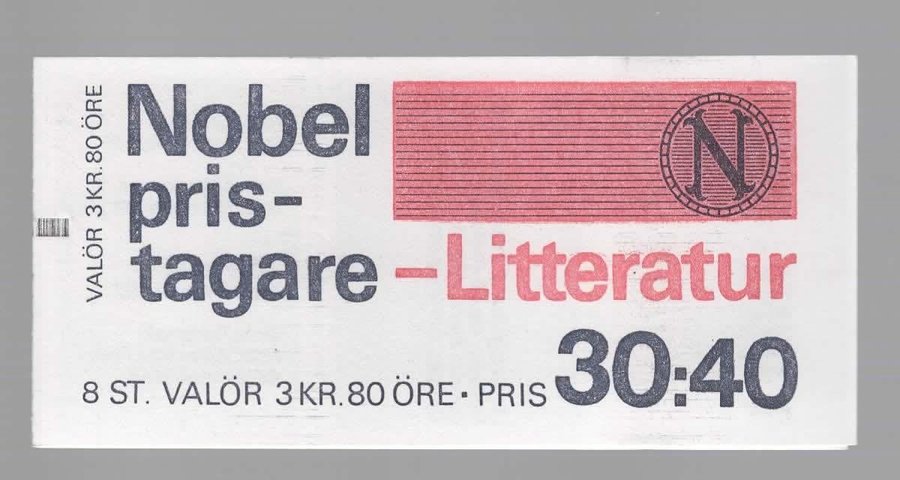 VALÖR 3 KR. 80 ÖRE
Nobel
pris-
tagare –Litteratur
N
8 ST. VALÖR 3 KR. 80 ÖRE · PRIS 30:40